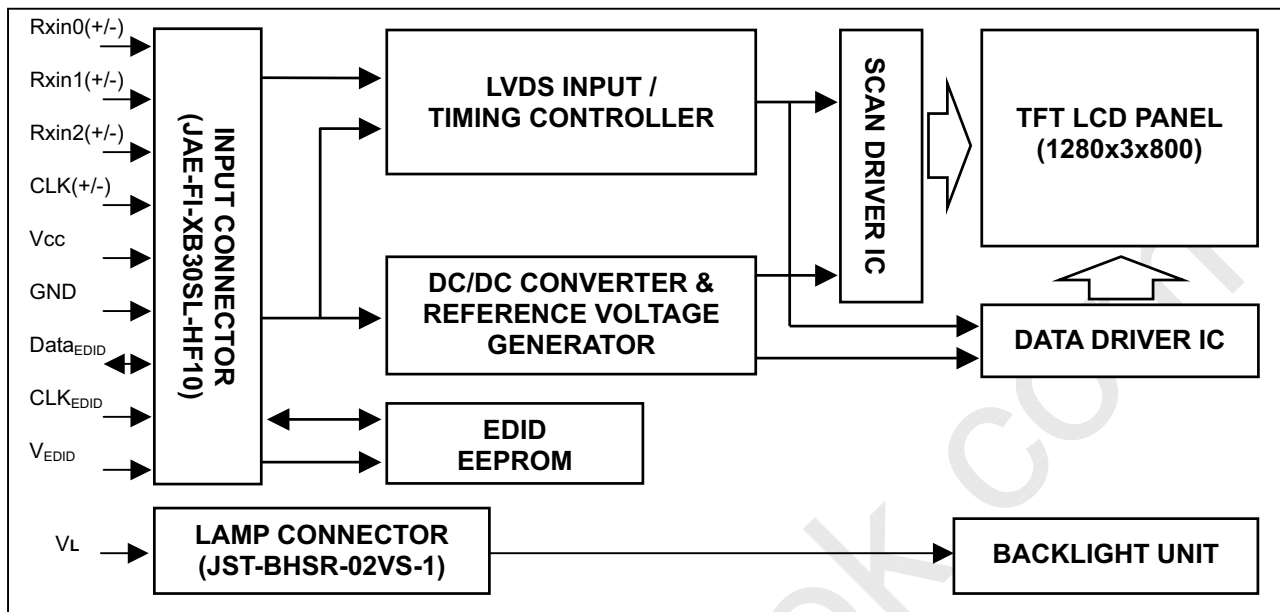 Rxin0(+/-)
Rxin1(+/-)
Rxin2(+/-)
CLK(+/-)
Vcc
GND
DataEDID
CLKEDID
VEDID
VL
INPUT CONNECTOR
(JAE-FI-XB30SL-HF10)
LVDS INPUT /
TIMING CONTROLLER
DC/DC CONVERTER &
REFERENCE VOLTAGE
GENERATOR
EDID
EEPROM
SCAN DRIVER IC
TFT LCD PANEL
(1280x3x800)
DATA DRIVER IC
LAMP CONNECTOR
(JST-BHSR-02VS-1)
BACKLIGHT UNIT
ok com